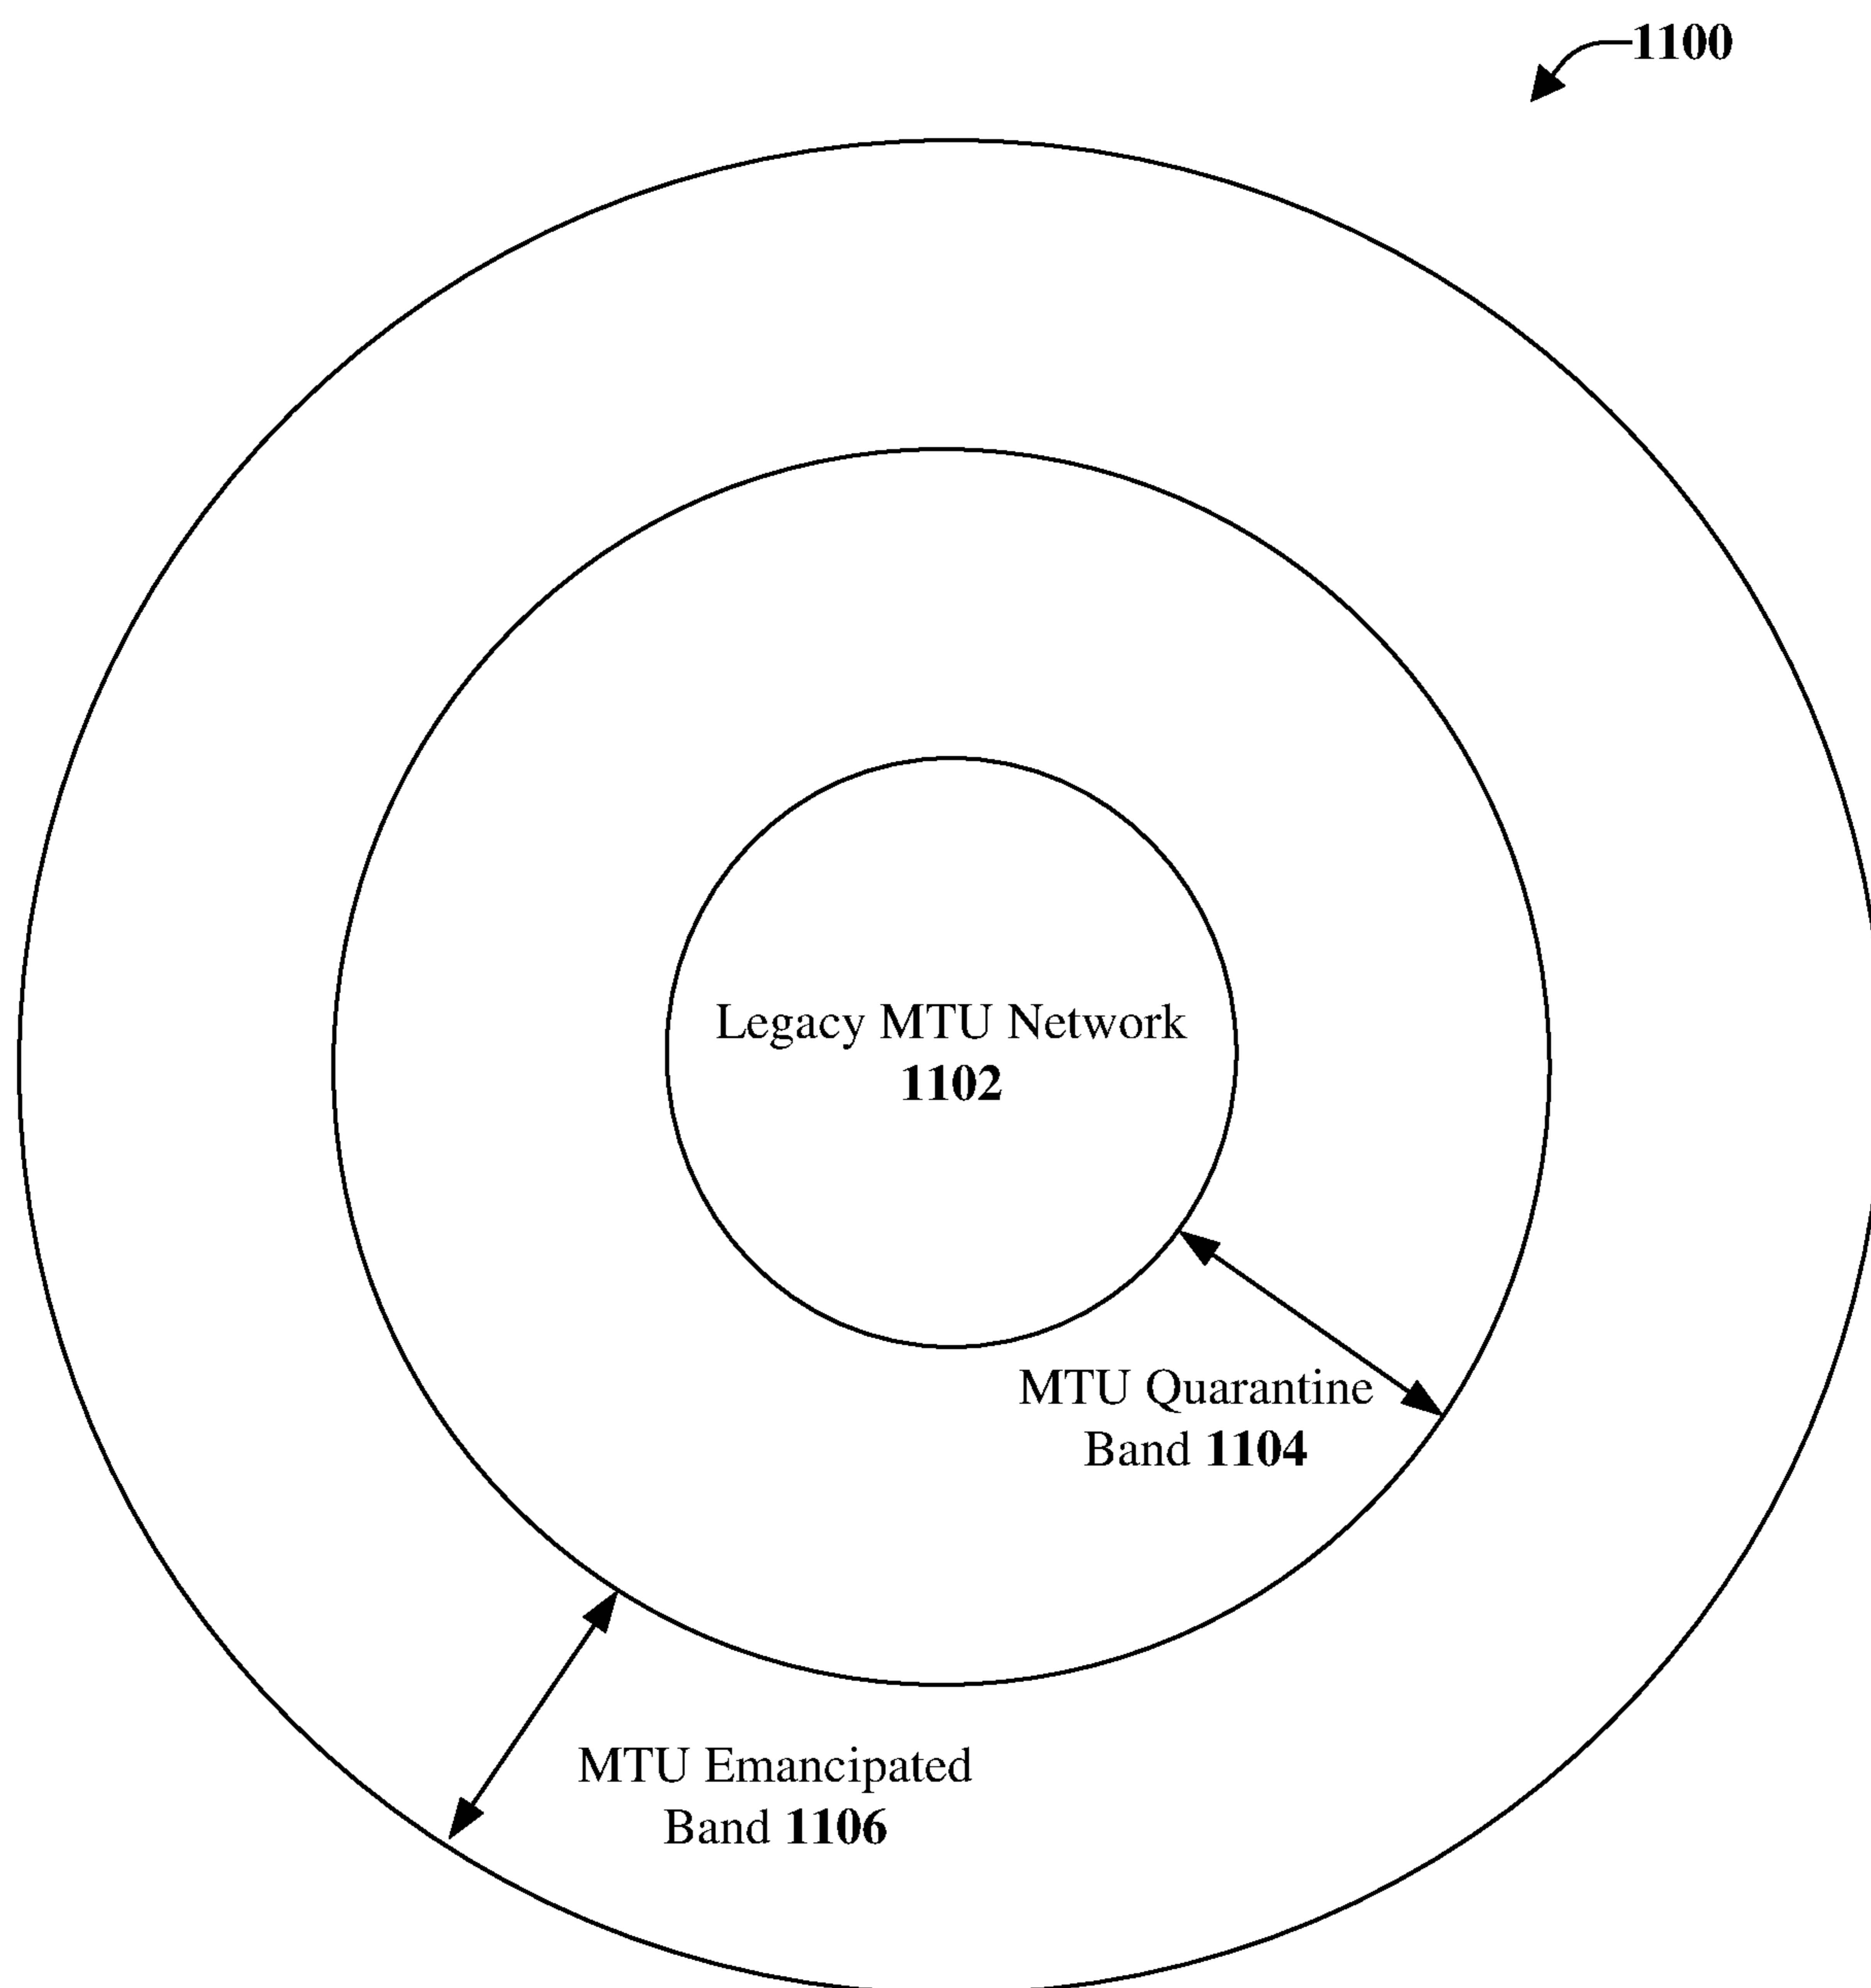 1100
Legacy MTU Network
1102
MTU Quarantine
Band 1104
MTU Emancipated
Band 1106